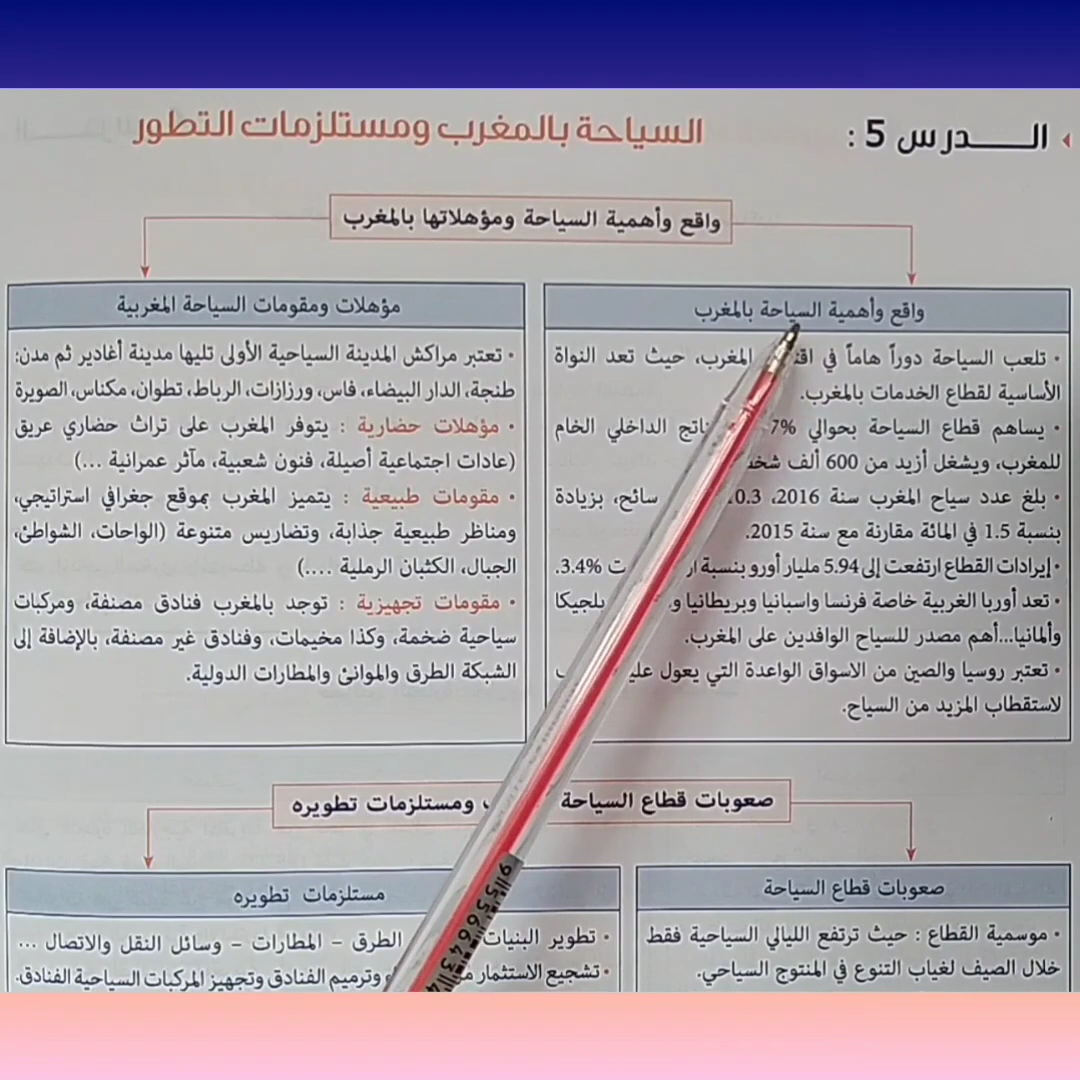 الـــــدرس 5 :
السياحة بالمغرب ومستلزمات التطور
واقع وأهمية السياحة ومؤهلاتها بالمغرب
واقع وأهمية السياحة بالمغرب
• تلعب السياحة دوراً هاماً في المغرب، حيث تعد النواة
الأساسية لقطاع الخدمات بالمغرب.
• يساهم قطاع السياحة بحوالي 7% الداخلي الخام
للمغرب، ويشغل أزيد من 600 ألف
• بلغ عدد سياح المغرب سنة 2016، سائح، بزيادة
بنسبة 1.5 في المائة مقارنة مع سنة 2015.
• إيرادات القطاع ارتفعت إلى 5.94 مليار أورو بنسبة 3.4%.
• تعد أوربا الغربية خاصة فرنسا واسبانيا وبريطانيا بلجيكا
وألمانيا...أهم مصدر للسياح الوافدين على المغرب.
• تعتبر روسيا والصين من الاسواق الواعدة التي يعول
لاستقطاب المزيد من السياح.
مؤهلات ومقومات السياحة المغربية
• تعتبر مراكش المدينة السياحية الأولى تليها مدينة أغادير ثم مدن:
طنجة، الدار البيضاء، فاس، ورزازات، الرباط، تطوان، مكناس، الصويرة
• مؤهلات حضارية : يتوفر المغرب على تراث حضاري عريق
(عادات اجتماعية أصيلة، فنون شعبية، مآثر عمرانية ...)
• مقومات طبيعية : يتميز المغرب بموقع جغرافي استراتيجي،
ومناظر طبيعية جذابة، وتضاريس متنوعة (الواحات، الشواطئ،
الجبال، الكثبان الرملية ....)
• مقومات تجهيزية : توجد بالمغرب فنادق مصنفة، ومركبات
سياحية ضخمة، وكذا مخيمات، وفنادق غير مصنفة، بالإضافة إلى
الشبكة الطرق والموانئ والمطارات الدولية.
صعوبات قطاع السياحة ومستلزمات تطويره
صعوبات قطاع السياحة
• موسمية القطاع : حيث ترتفع الليالي السياحية فقط
خلال الصيف لغياب التنوع في المنتوج السياحي.
مستلزمات تطويره
• تطوير البنيات الطرق – المطارات – وسائل النقل والاتصال ...
• تشجيع الاستثمار وترميم الفنادق وتجهيز المركبات السياحية الفنادق.